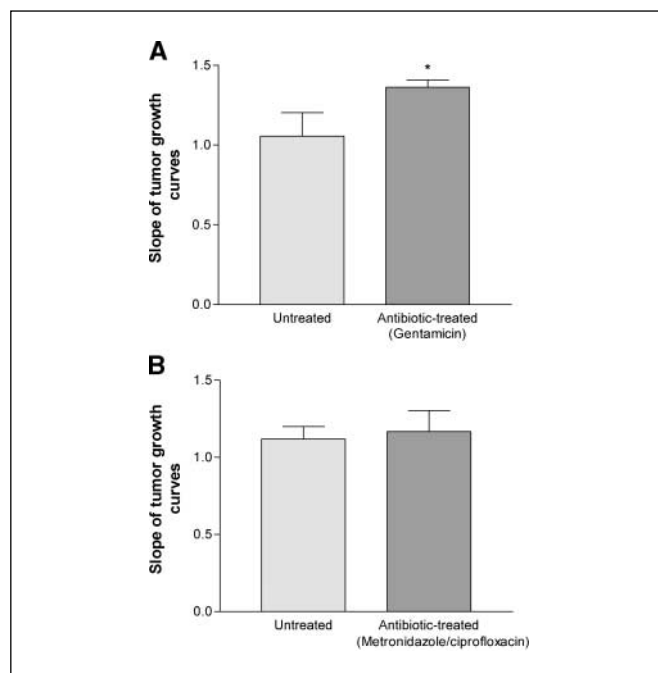 A
Slope of tumor growth
curves
1.5
1.0
0.5
0.0
*
Untreated
Antibiotic-treated
(Gentamicin)
B
Slope of tumor growth
curves
1.5
1.0
0.5
0.0
Untreated
Antibiotic-treated
(Metronidazole/ciprofloxacin)